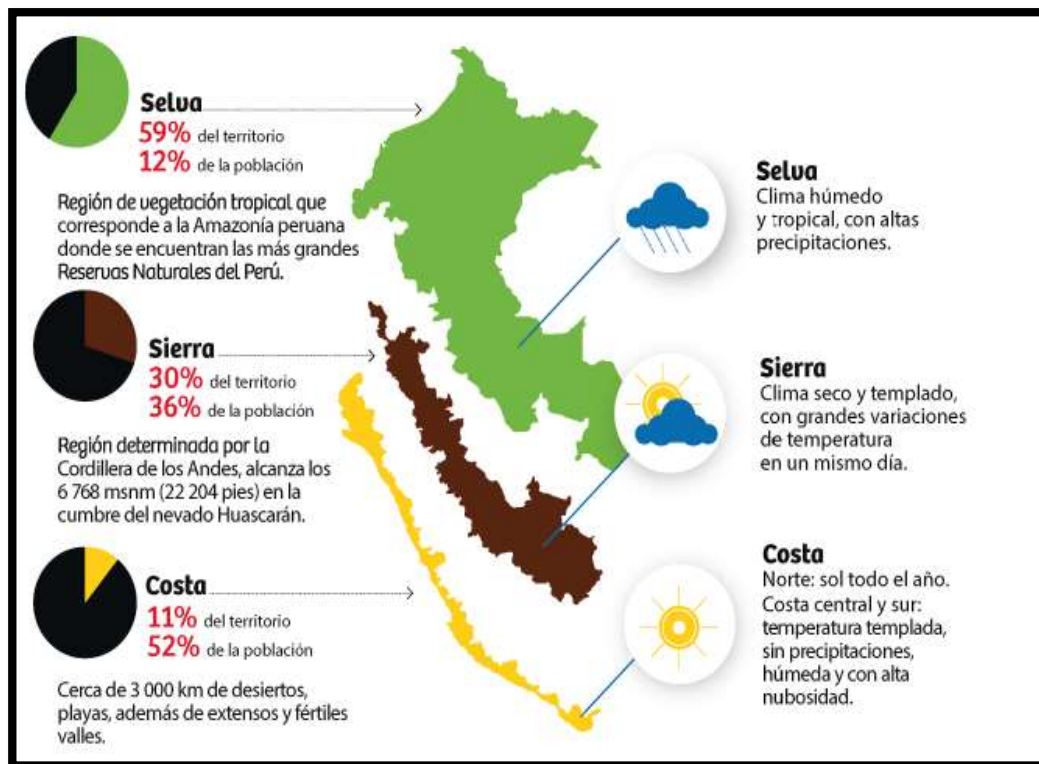 Selva
59% del territorio
12% de la población
Región de vegetación tropical que
corresponde a la Amazonía peruana
donde se encuentran las más grandes
Reservas Naturales del Perú.
Sierra
30% del territorio
36% de la población
Región determinada por la
Cordillera de los Andes, alcanza los
6 768 msnm (22 204 pies) en la
cumbre del nevado Huascarán.
Costa
11% del territorio
52% de la población
Cerca de 3 000 km de desiertos,
playas, además de extensos y fértiles
valles.
Selva
Clima húmedo
y tropical, con altas
precipitaciones.
Sierra
Clima seco y templado,
con grandes variaciones
de temperatura
en un mismo día.
Costa
Norte: sol todo el año.
Costa central y sur:
temperatura templada,
sin precipitaciones,
húmeda y con alta
nubosidad.